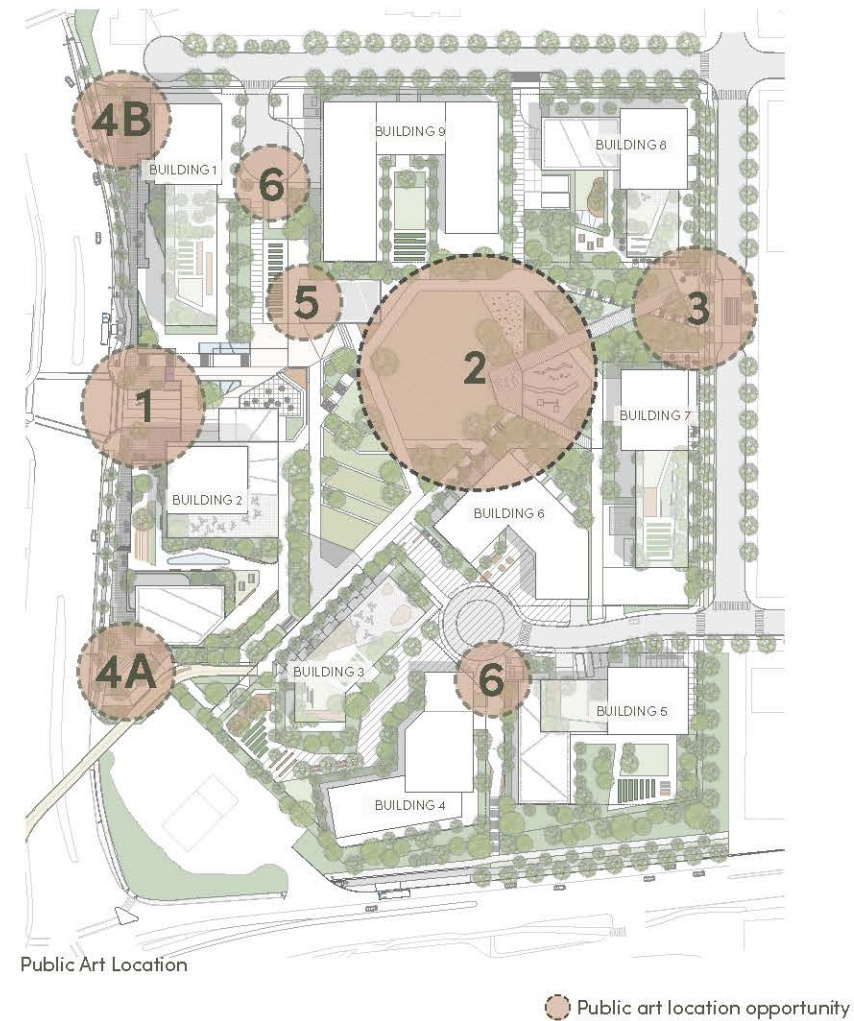 4B
BUILDING 1
BUILDING 9
BUILDING 8
6
5
2
3
1
BUILDING 7
BUILDING 2
BUILDING 6
4A
BUILDING 3
6
BUILDING 5
BUILDING 4
Public Art Location
Public art location opportunity